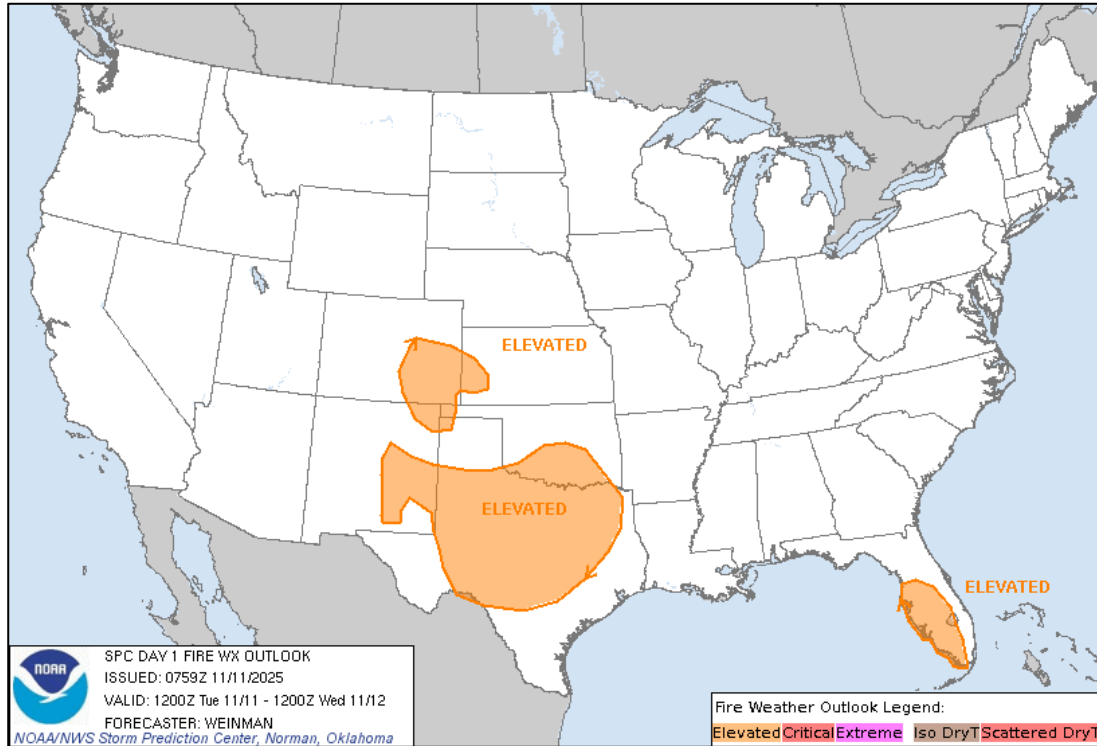 ELEVATED
ELEVATED
ELEVATED
NOAA
SPC DAY 1 FIRE WX OUTLOOK
ISSUED: 0759Z 11/11/2025
VALID: 1200Z Tue 11/11 - 1200Z Wed 11/12
FORECASTER: WEINMAN
NOAA/NWS Storm Prediction Center, Norman, Oklahoma
Fire Weather Outlook Legend:
Elevated Critical Extreme Iso DryT Scattered DryT